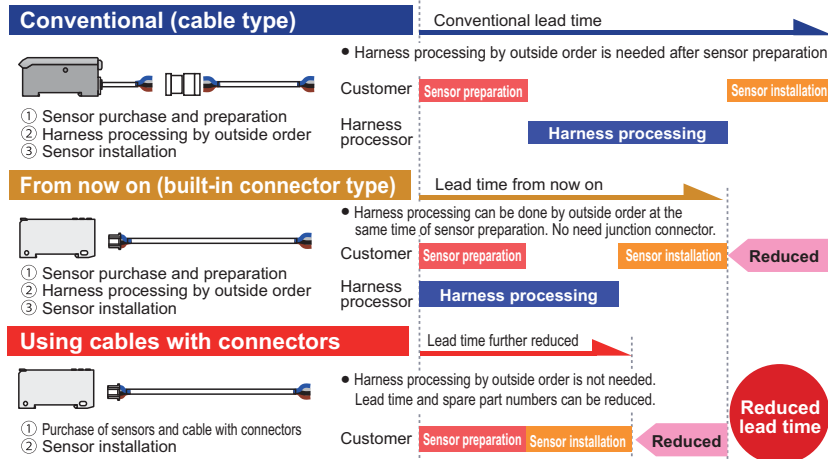 Conventional (cable type)
Conventional lead time
● Harness processing by outside order is needed after sensor preparation
① Sensor purchase and preparation
② Harness processing by outside order
③ Sensor installation
Customer
Sensor preparation
Sensor installation
Harness
processor
Harness processing
From now on (built-in connector type)
Lead time from now on
● Harness processing can be done by outside order at the
same time of sensor preparation. No need junction connector.
① Sensor purchase and preparation
② Harness processing by outside order
③ Sensor installation
Customer
Sensor preparation
Sensor installation
Reduced
Harness
processor
Harness processing
Using cables with connectors
Lead time further reduced
● Harness processing by outside order is not needed.
Lead time and spare part numbers can be reduced.
① Purchase of sensors and cable with connectors
② Sensor installation
Customer
Sensor preparation
Sensor installation
Reduced
Reduced
lead time